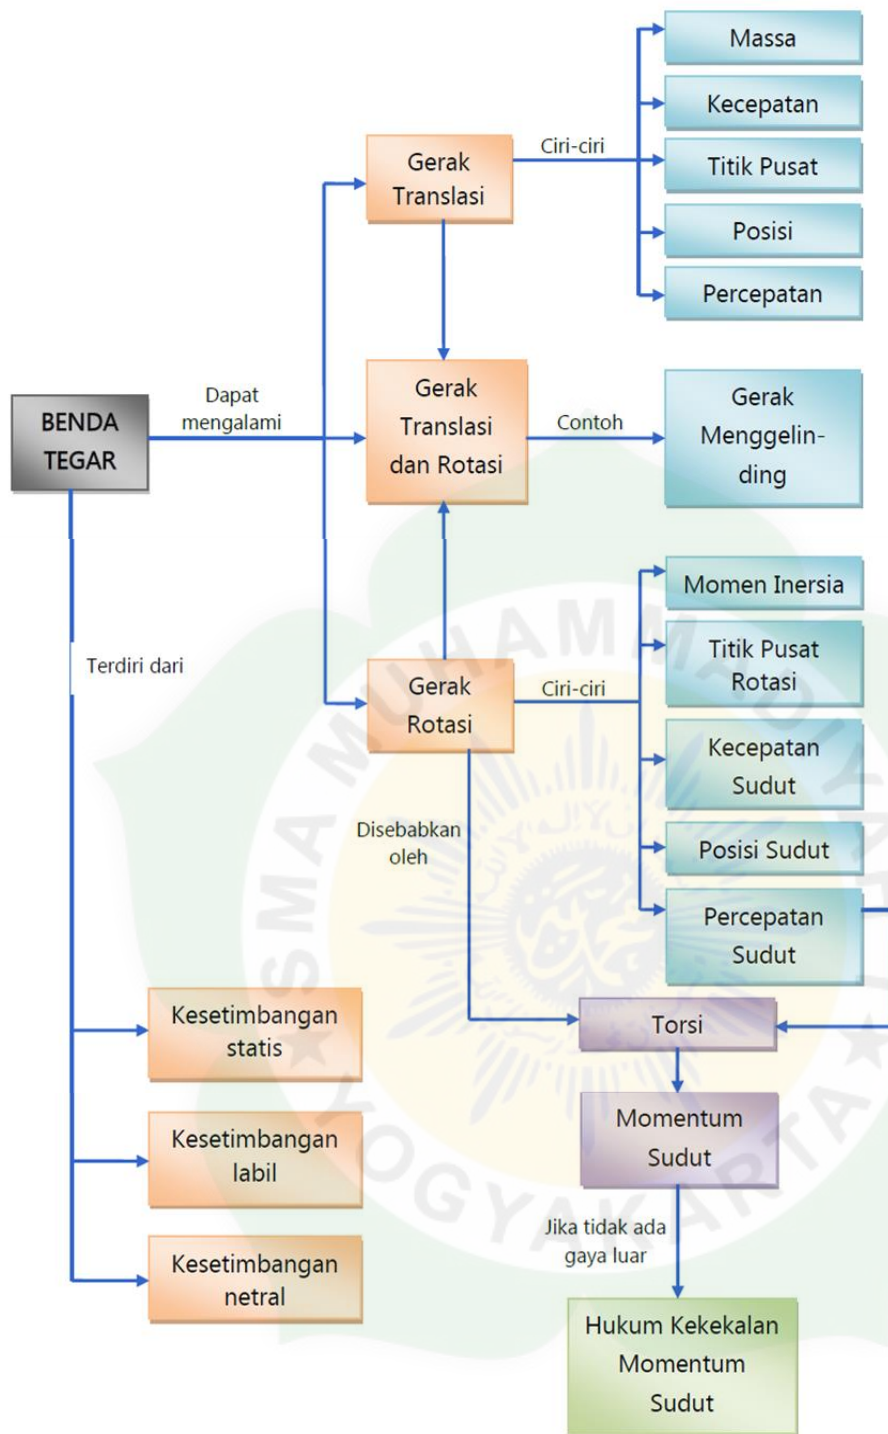 Massa
Kecepatan
Ciri-ciri
Gerak
Translasi
Titik Pusat
Posisi
Percepatan
BENDA
TEGAR
Dapat
mengalami
Gerak
Translasi
dan Rotasi
Contoh
Gerak
Menggelin-
ding
Terdiri dari
Gerak
Rotasi
Ciri-ciri
Momen Inersia
Titik Pusat
Rotasi
Kecepatan
Sudut
Posisi Sudut
Percepatan
Sudut
Disebabkan
oleh
Torsi
Momentum
Sudut
Jika tidak ada
gaya luar
Hukum Kekekalan
Momentum
Sudut
Kesetimbangan
statis
Kesetimbangan
labil
Kesetimbangan
netral
SMA MUHAMMADIYAH
YOGYAKARTA